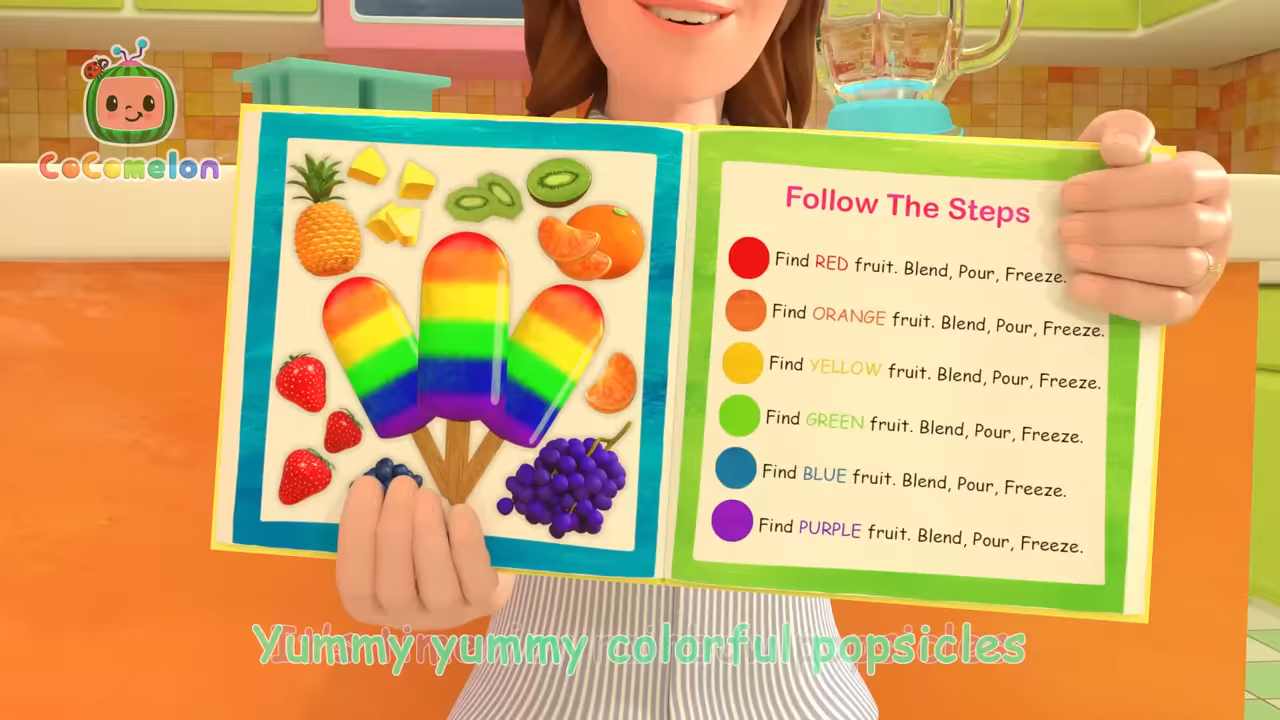 CoComelon
Follow The Steps
Find RED fruit. Blend, Pour, Freeze.
Find ORANGE fruit. Blend, Pour, Freeze.
Find YELLOW fruit. Blend, Pour, Freeze.
Find GREEN fruit. Blend, Pour, Freeze.
Find BLUE fruit. Blend, Pour, Freeze.
Find PURPLE fruit. Blend, Pour, Freeze.
Yummy yummy colorful popsicles